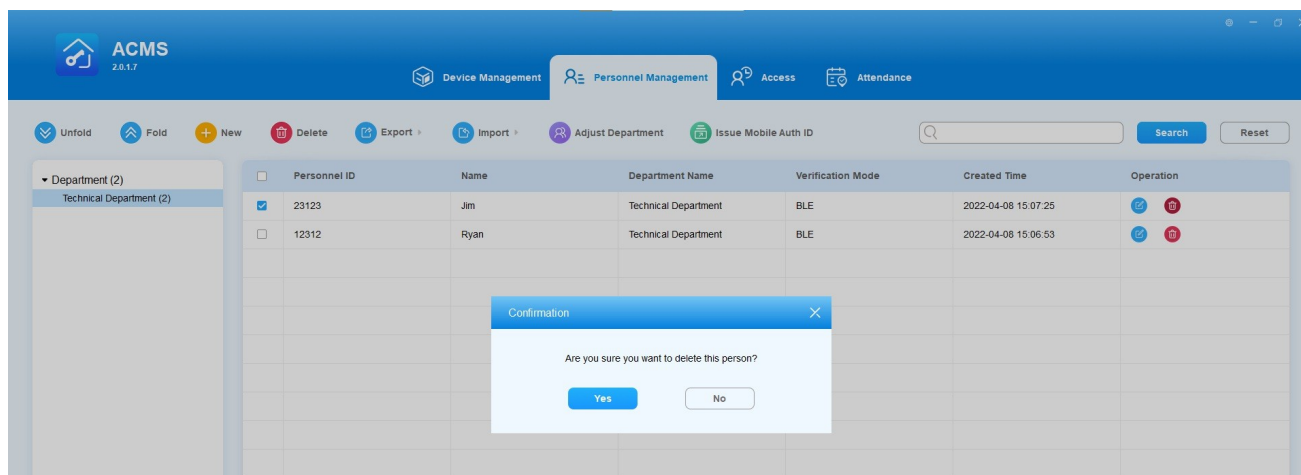 ACMS
2.0.1.7
Device Management Personnel Management Access Attendance
Unfold Fold New Delete Export Import Adjust Department Issue Mobile Auth ID Search Reset
Department (2)
Technical Department (2)
Personnel ID Name Department Name Verification Mode Created Time Operation
23123 Jim Technical Department BLE 2022-04-08 15:07:25
12312 Ryan Technical Department BLE 2022-04-08 15:06:53
Confirmation
Are you sure you want to delete this person?
Yes No